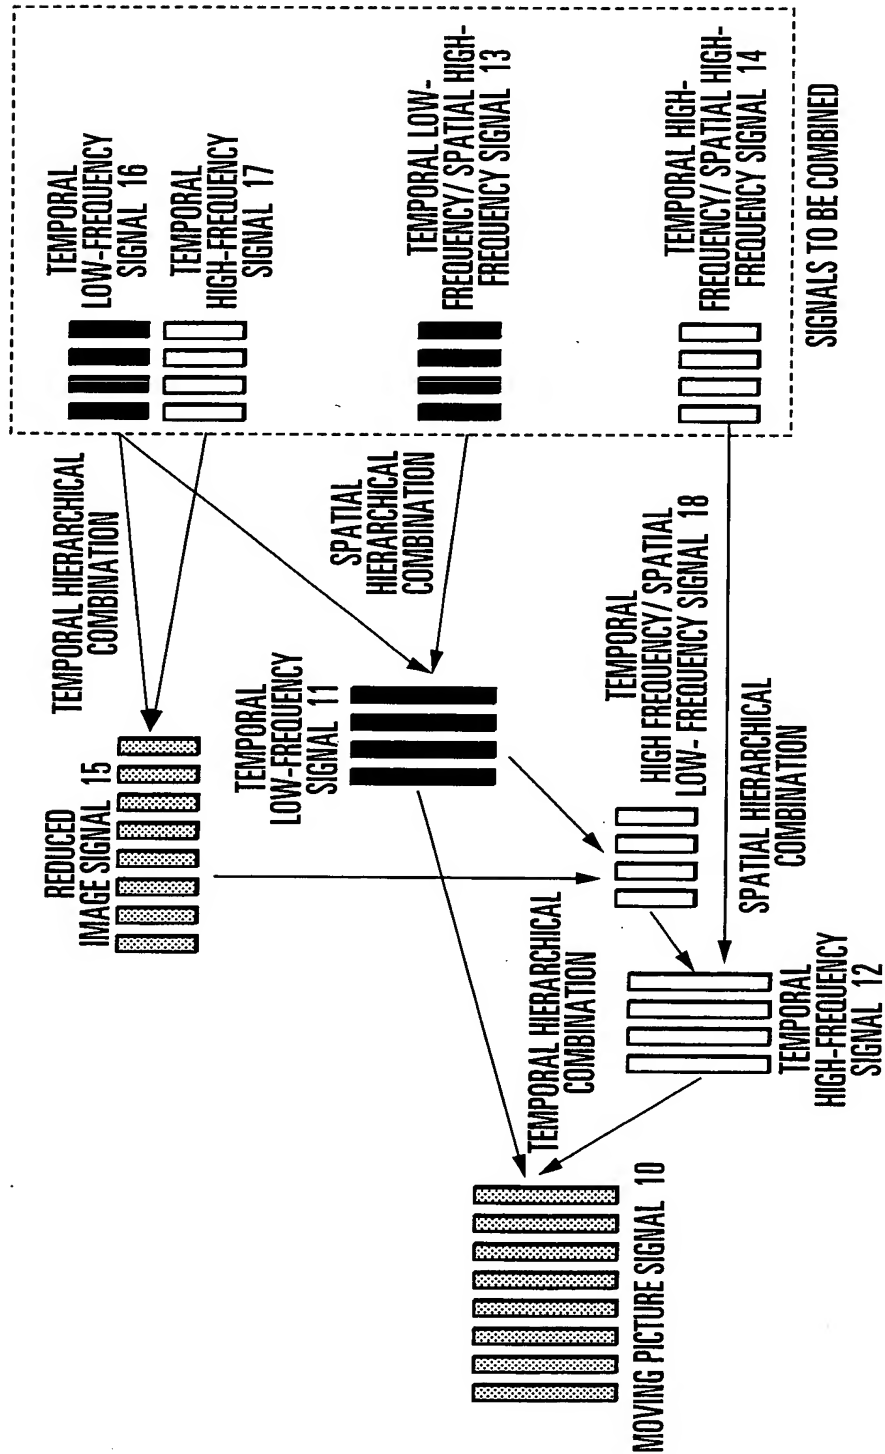 TEMPORAL
LOW-FREQUENCY
SIGNAL 16
TEMPORAL
HIGH-FREQUENCY
SIGNAL 17
TEMPORAL LOW-
FREQUENCY/ SPATIAL HIGH-
FREQUENCY SIGNAL 13
TEMPORAL HIGH-
FREQUENCY/ SPATIAL HIGH-
FREQUENCY SIGNAL 14
SIGNALS TO BE COMBINED
TEMPORAL HIERARCHICAL
COMBINATION
SPATIAL
HIERARCHICAL
COMBINATION
REDUCED
IMAGE SIGNAL 15
TEMPORAL
LOW-FREQUENCY
SIGNAL 11
TEMPORAL
HIGH FREQUENCY/ SPATIAL
LOW- FREQUENCY SIGNAL 18
SPATIAL HIERARCHICAL
COMBINATION
TEMPORAL HIERARCHICAL
COMBINATION
TEMPORAL
HIGH-FREQUENCY
SIGNAL 12
MOVING PICTURE SIGNAL 10